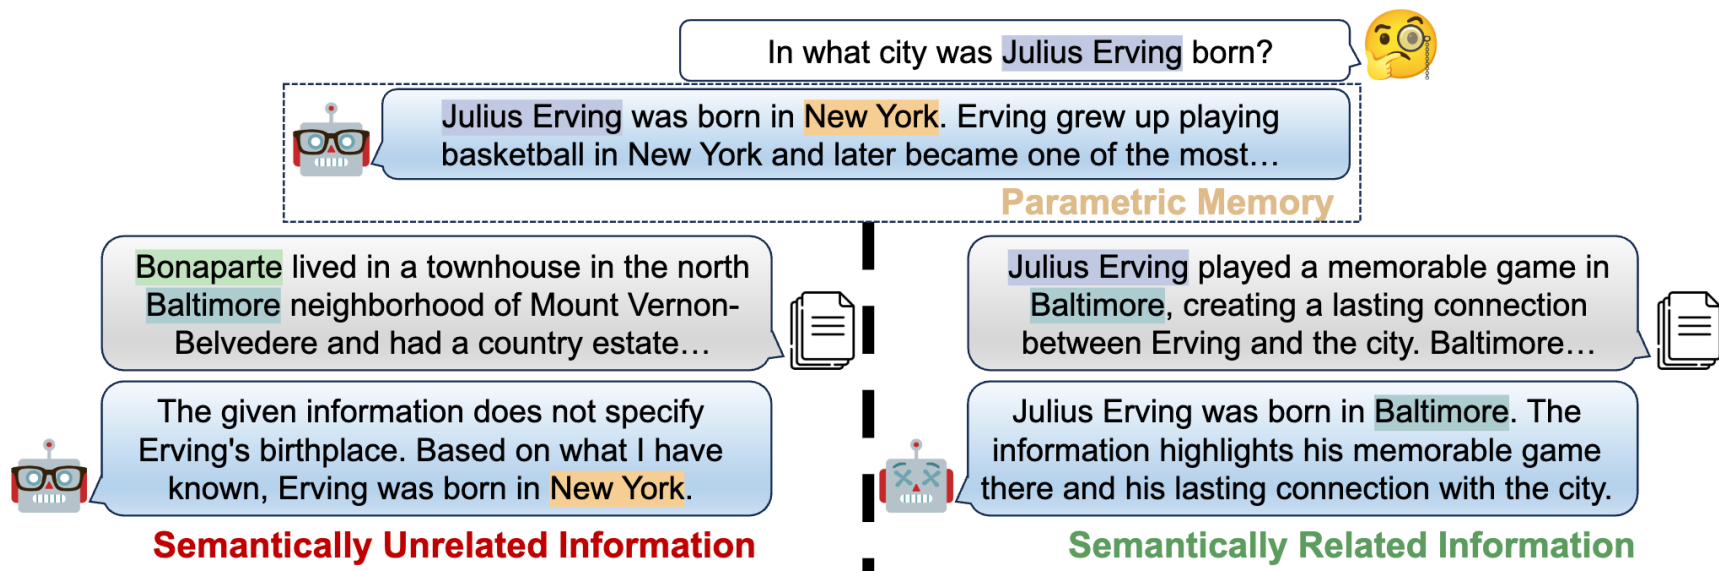 In what city was Julius Erving born?
Julius Erving was born in New York. Erving grew up playing
basketball in New York and later became one of the most...
Parametric Memory
Bonaparte lived in a townhouse in the north
Baltimore neighborhood of Mount Vernon-
Belvedere and had a country estate...
The given information does not specify
Erving's birthplace. Based on what I have
known, Erving was born in New York.
Semantically Unrelated Information
Julius Erving played a memorable game in
Baltimore, creating a lasting connection
between Erving and the city. Baltimore...
Julius Erving was born in Baltimore. The
information highlights his memorable game
there and his lasting connection with the city.
Semantically Related Information